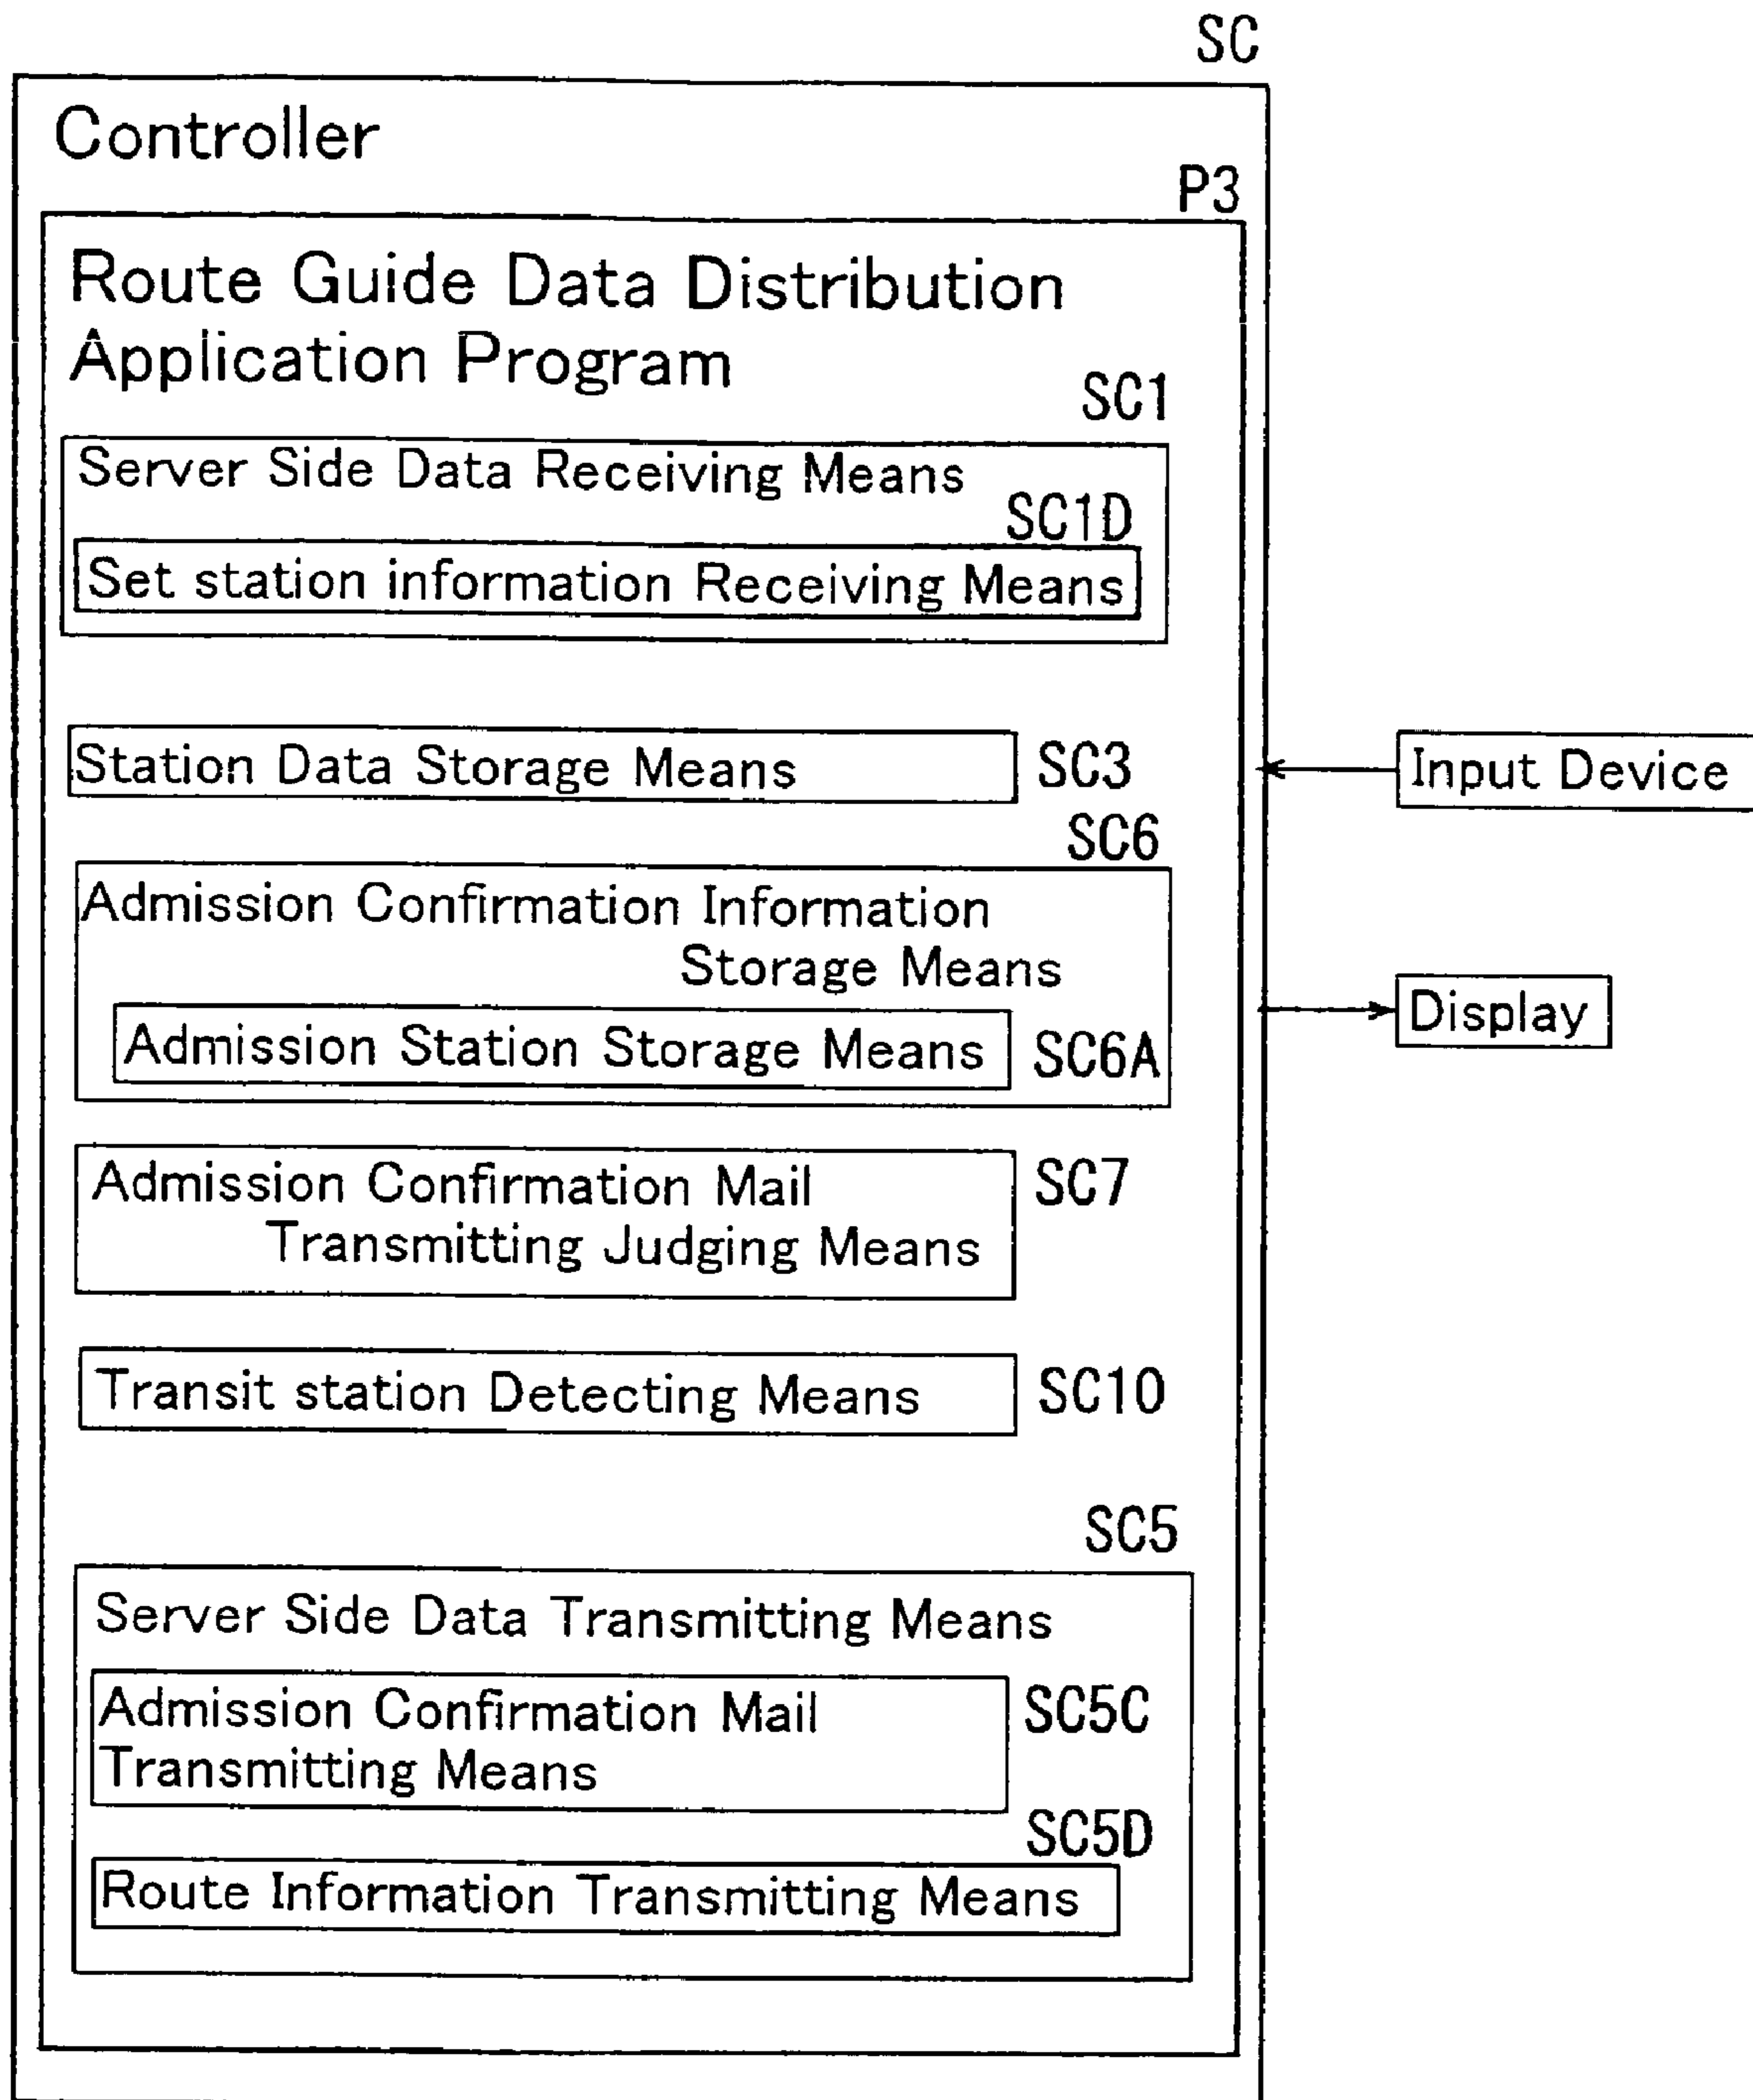 SC
Controller
P3
Route Guide Data Distribution
Application Program
SC1
Server Side Data Receiving Means
SC1D
Set station information Receiving Means
Station Data Storage Means
SC3
Input Device
SC6
Admission Confirmation Information
Storage Means
Display
Admission Station Storage Means
SC6A
Admission Confirmation Mail
SC7
Transmitting Judging Means
Transit station Detecting Means
SC10
SC5
Server Side Data Transmitting Means
Admission Confirmation Mail
SC5C
Transmitting Means
SC5D
Route Information Transmitting Means